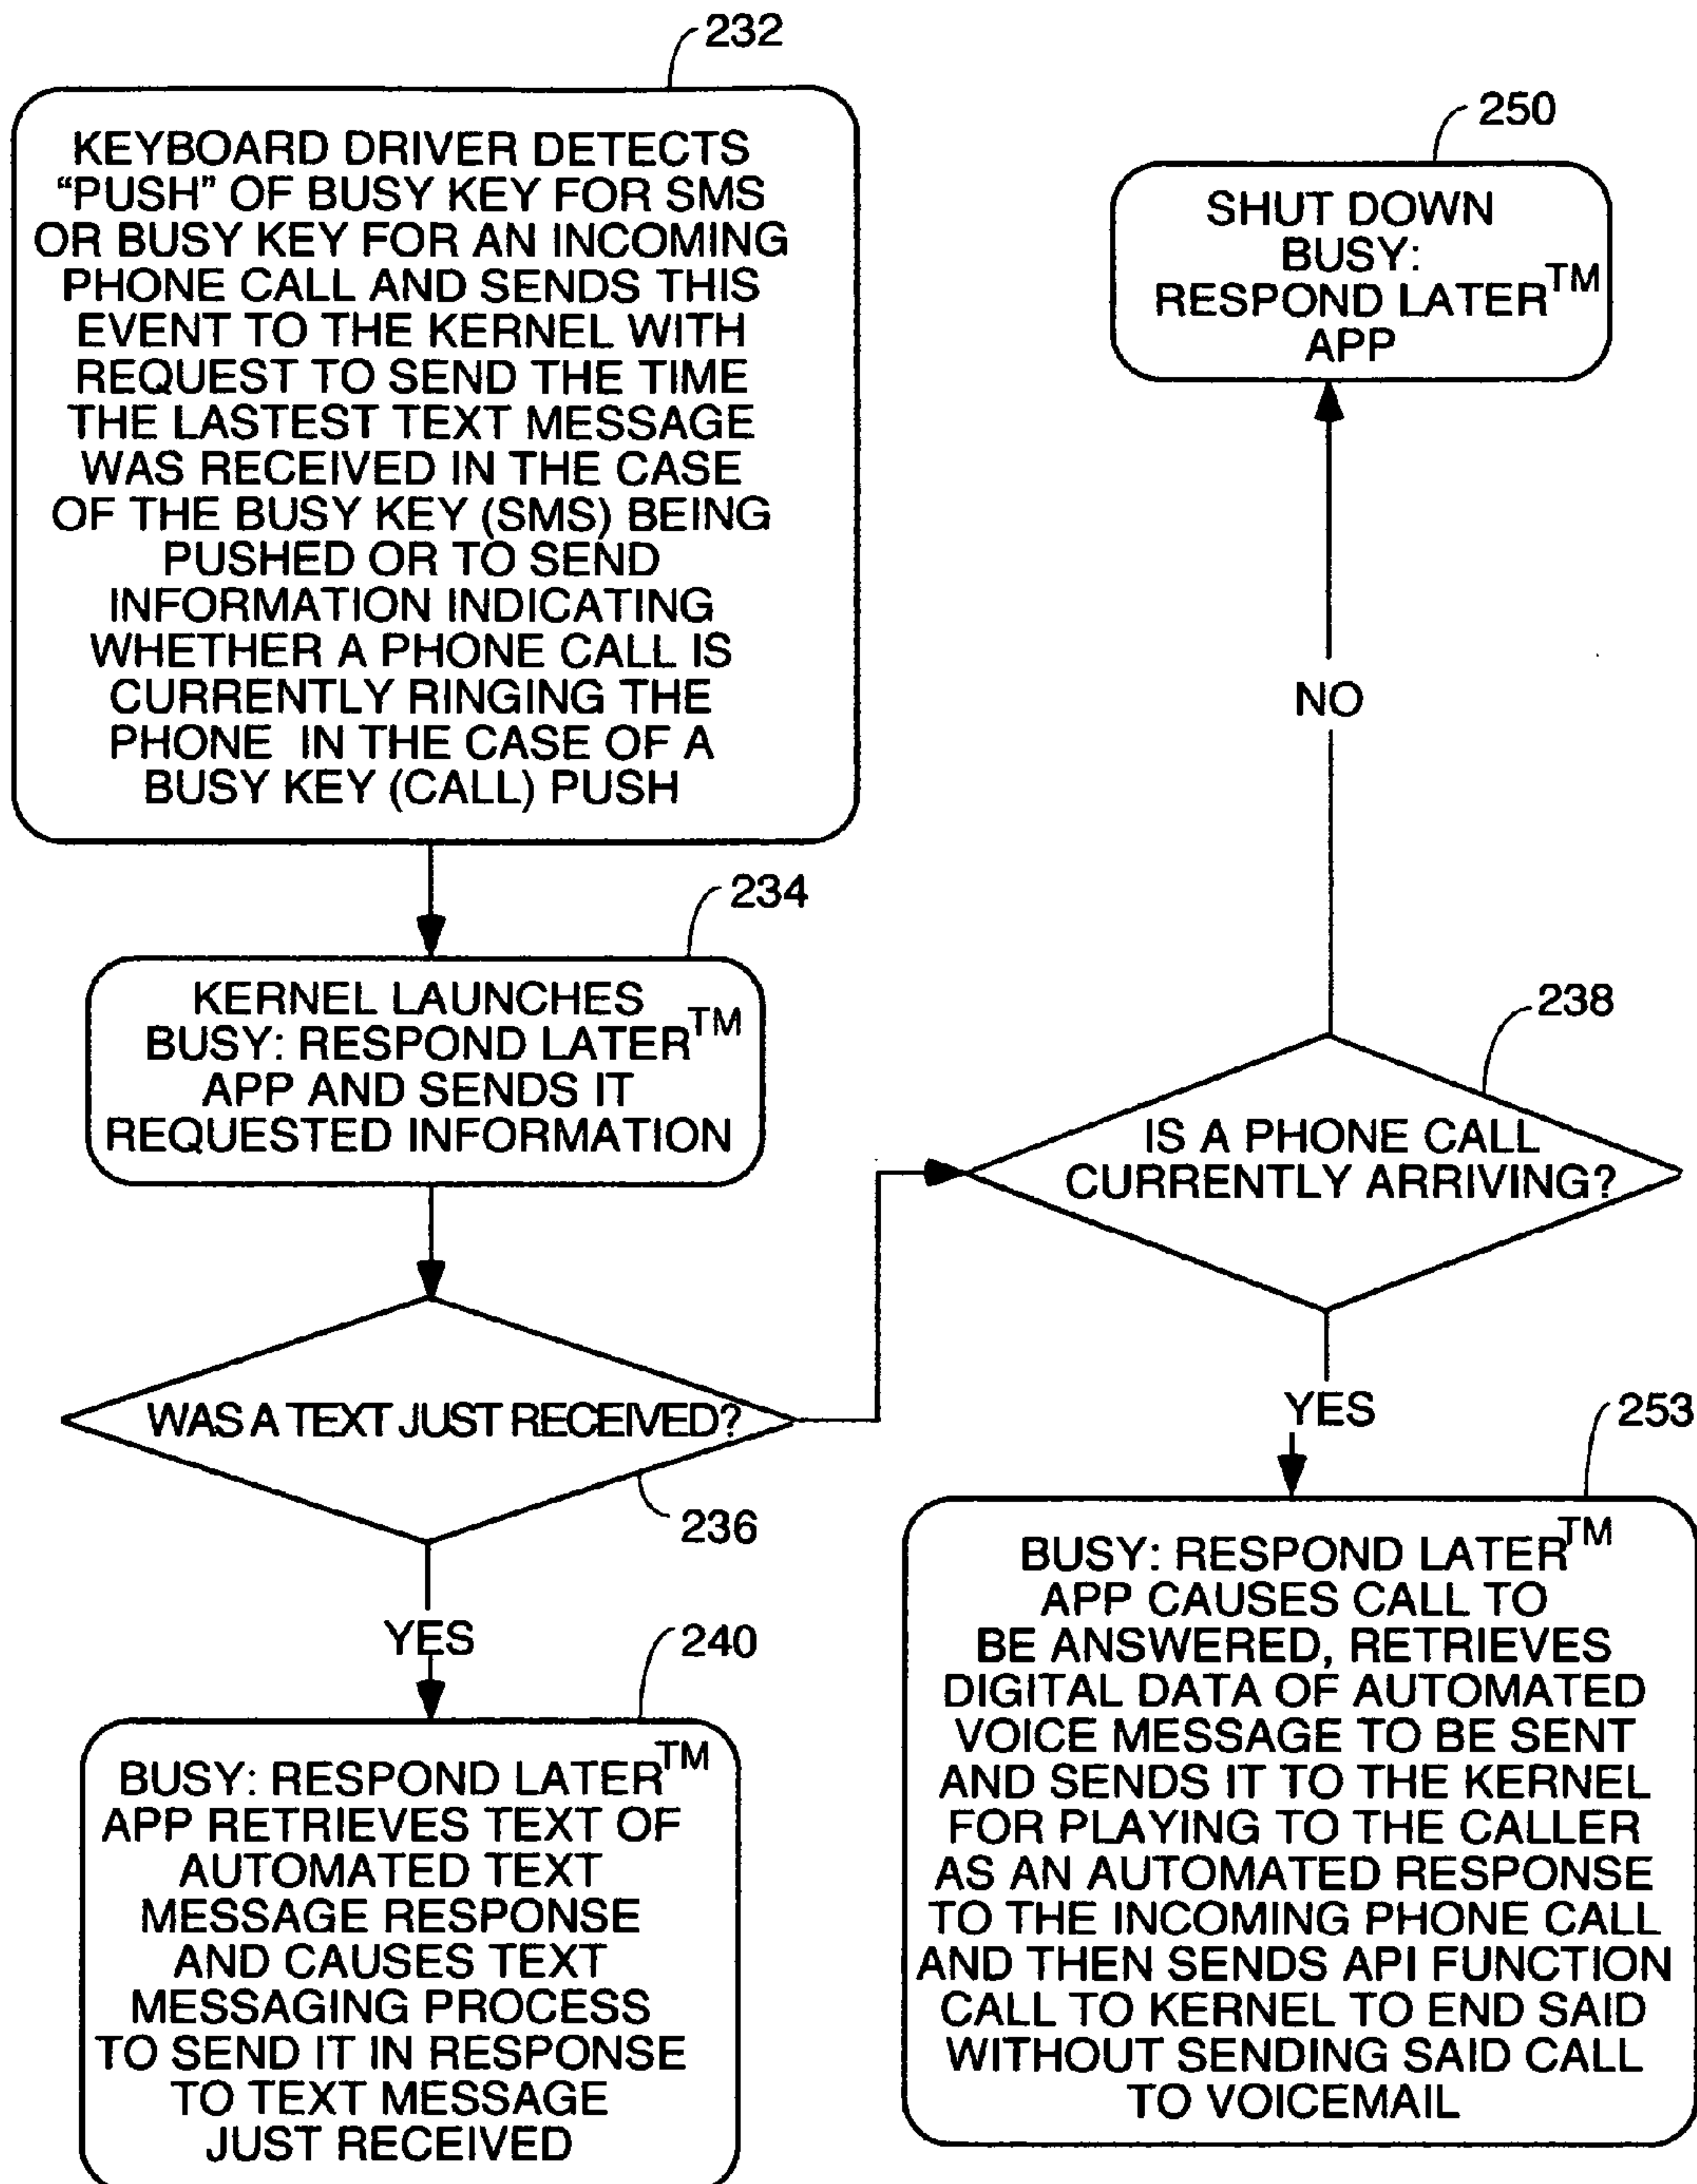 232
KEYBOARD DRIVER DETECTS
“PUSH” OF BUSY KEY FOR SMS
OR BUSY KEY FOR AN INCOMING
PHONE CALL AND SENDS THIS
EVENT TO THE KERNEL WITH
REQUEST TO SEND THE TIME
THE LASTEST TEXT MESSAGE
WAS RECEIVED IN THE CASE
OF THE BUSY KEY (SMS) BEING
PUSHED OR TO SEND
INFORMATION INDICATING
WHETHER A PHONE CALL IS
CURRENTLY RINGING THE
PHONE IN THE CASE OF A
BUSY KEY (CALL) PUSH
234
KERNEL LAUNCHES
BUSY: RESPOND LATER™
APP AND SENDS IT
REQUESTED INFORMATION
WAS A TEXT JUST RECEIVED?
236
YES
240
BUSY: RESPOND LATER™
APP RETRIEVES TEXT OF
AUTOMATED TEXT
MESSAGE RESPONSE
AND CAUSES TEXT
MESSAGING PROCESS
TO SEND IT IN RESPONSE
TO TEXT MESSAGE
JUST RECEIVED
250
SHUT DOWN
BUSY:
RESPOND LATER™
APP
NO
238
IS A PHONE CALL
CURRENTLY ARRIVING?
YES
253
BUSY: RESPOND LATER™
APP CAUSES CALL TO
BE ANSWERED, RETRIEVES
DIGITAL DATA OF AUTOMATED
VOICE MESSAGE TO BE SENT
AND SENDS IT TO THE KERNEL
FOR PLAYING TO THE CALLER
AS AN AUTOMATED RESPONSE
TO THE INCOMING PHONE CALL
AND THEN SENDS API FUNCTION
CALL TO KERNEL TO END SAID
WITHOUT SENDING SAID CALL
TO VOICEMAIL